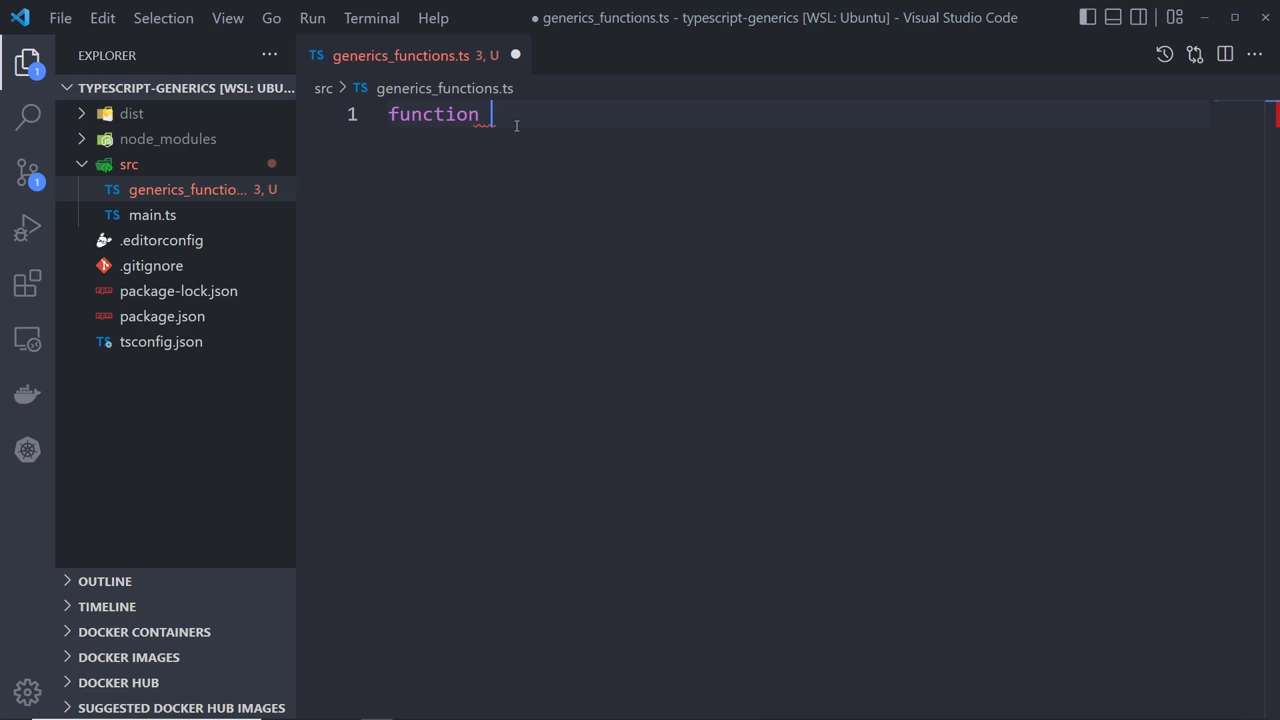 File Edit Selection View Go Run Terminal Help
● generics_functions.ts - typescript-generics [WSL: Ubuntu] - Visual Studio Code
EXPLORER
TYPESCRIPT-GENERICS [WSL: UBU...
dist
node_modules
src
TS generics_functio... 3, U
TS main.ts
.editorconfig
.gitignore
package-lock.json
package.json
TS tsconfig.json
OUTLINE
TIMELINE
DOCKER CONTAINERS
DOCKER IMAGES
DOCKER HUB
SUGGESTED DOCKER HUB IMAGES
1
1
TS generics_functions.ts 3, U
src > TS generics_functions.ts
1 function